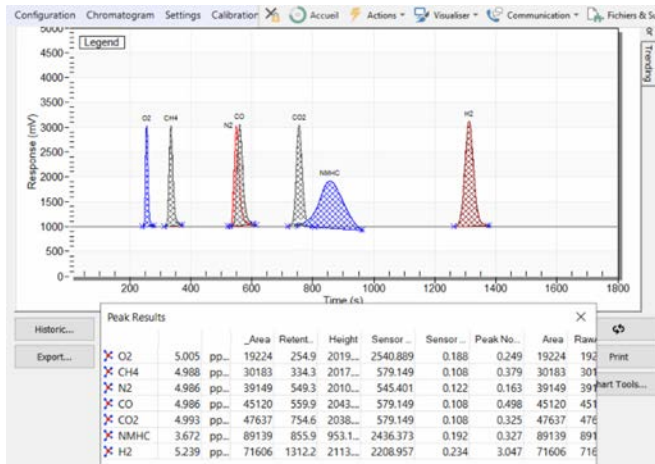 Configuration Chromatogram Settings Calibration Accueil Actions Visualiser Communication Fichiers & Su
Legend
Trending
Response (mV)
5000
4500
4000
3500
3000
2500
2000
1500
1000
500
0
O2 CH4 N2 CO CO2 NMHC H2
200 400 600 800 1000 1200 1400 1600 1800
Time (s)
Historic...
Export...
Print
hart Tools...
Peak Results
_Area Retent... Height Sensor ... Sensor ... Peak No... Area Raw
O2 5.005 pp... 19224 254.9 2019.... 2540.889 0.188 0.249 19224 192
CH4 4.988 pp... 30183 334.3 2017.... 579.149 0.108 0.379 30183 301
N2 4.986 pp... 39149 549.3 2010.... 545.401 0.122 0.163 39149 391
CO 4.986 pp... 45120 559.9 2043.... 579.149 0.108 0.498 45120 451
CO2 4.993 pp... 47637 754.6 2038.... 579.149 0.108 0.325 47637 476
NMHC 3.672 pp... 89139 855.9 953.1... 2436.373 0.192 0.327 89139 891
H2 5.239 pp... 71606 1312.2 2113.... 2208.957 0.234 3.047 71606 716